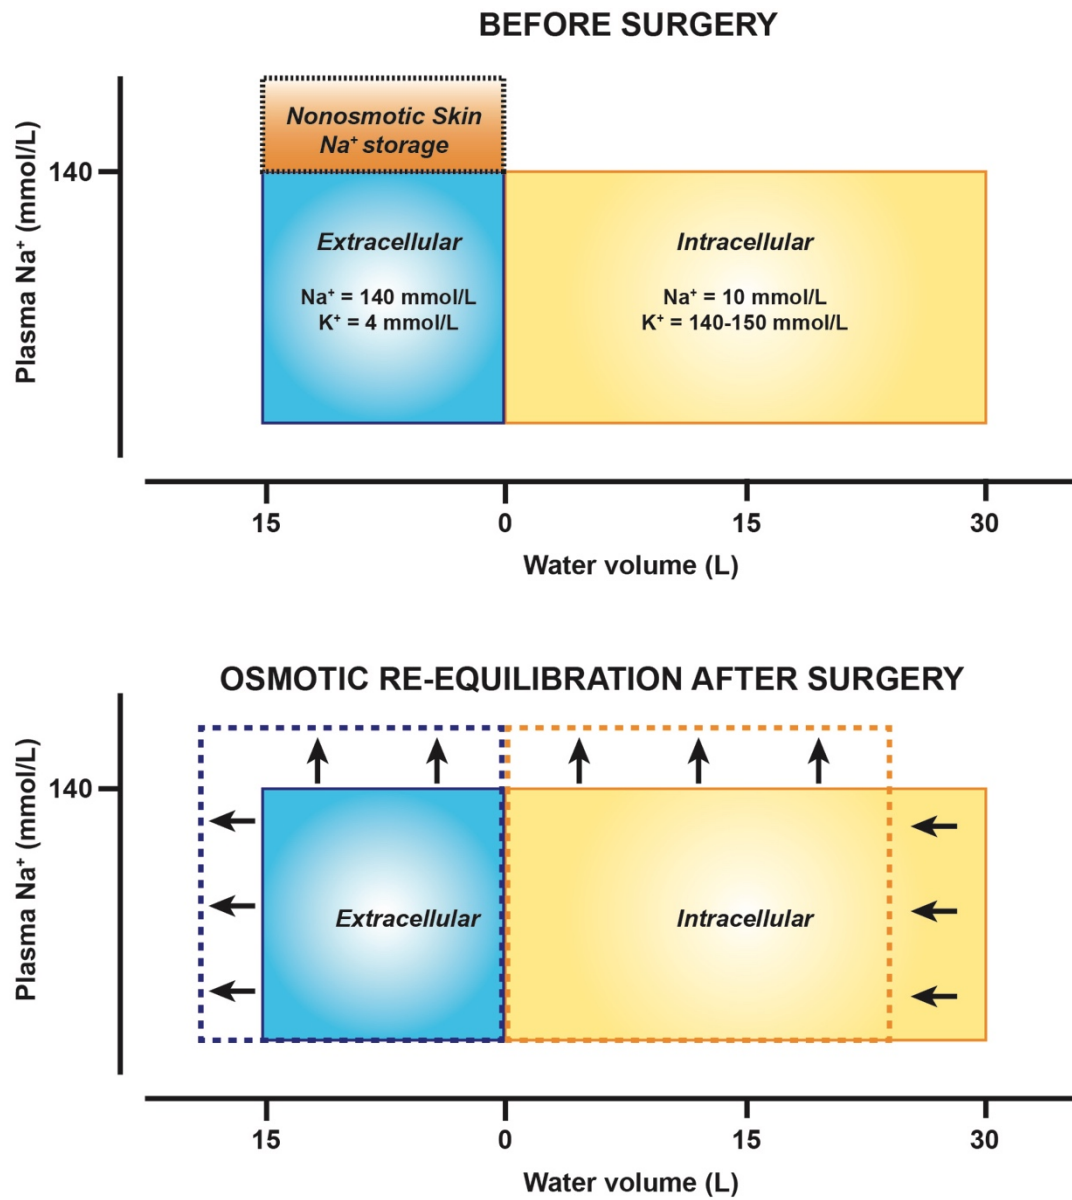 BEFORE SURGERY
Plasma Na⁺ (mmol/L)
140
Nonosmotic Skin
Na⁺ storage
Extracellular
Na⁺ = 140 mmol/L
K⁺ = 4 mmol/L
Intracellular
Na⁺ = 10 mmol/L
K⁺ = 140-150 mmol/L
15
0
15
30
Water volume (L)
OSMOTIC RE-EQUILIBRATION AFTER SURGERY
Plasma Na⁺ (mmol/L)
140
Extracellular
Intracellular
15
0
15
30
Water volume (L)